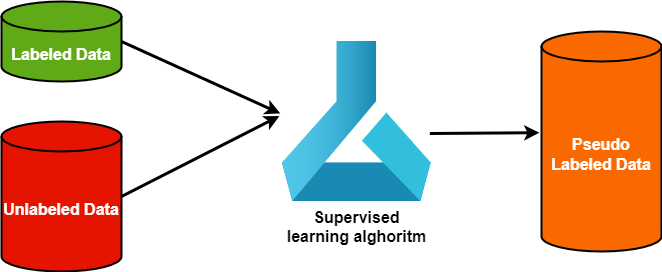 Labeled Data
Unlabeled Data
Supervised
learning alghoritm
Pseudo
Labeled Data